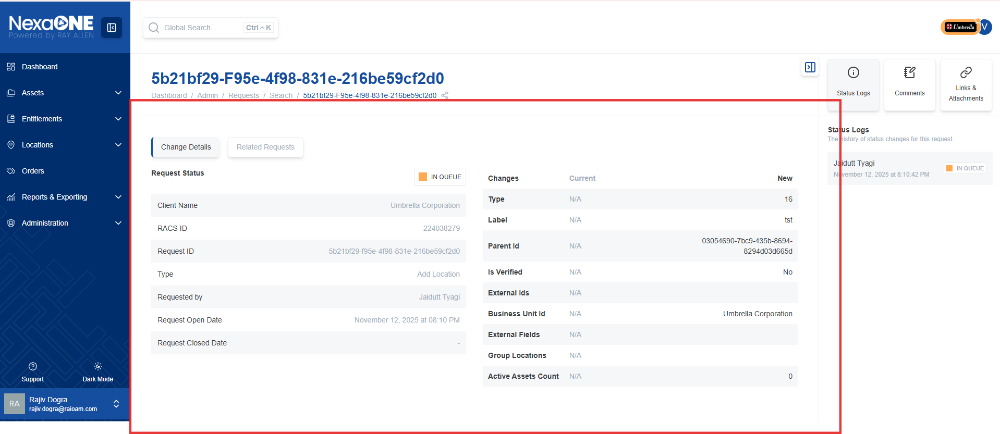 NexaONE
Powered by RAY ALLEN
Global Search...
Ctrl ^ K
Umbrella
V
Dashboard
Assets
Entitlements
Locations
Orders
Reports & Exporting
Administration
Support
Dark Mode
RA
Rajiv Dogra
rajiv.dogra@raioam.com
5b21bf29-F95e-4f98-831e-216be59cf2d0
Dashboard / Admin / Requests / Search / 5b21bf29-F95e-4f98-831e-216be59cf2d0
Change Details
Related Requests
Request Status
IN QUEUE
Client Name Umbrella Corporation
RACS ID 224038279
Request ID 5b21bf29-f95e-4f98-831e-216be59cf2d0
Type Add Location
Requested by Jaidutt Tyagi
Request Open Date November 12, 2025 at 08:10 PM
Request Closed Date -
Changes Current New
Type N/A 16
Label N/A tst
Parent Id N/A 03054690-7bc9-435b-8694-
8294d03d665d
Is Verified N/A No
External Ids N/A
Business Unit Id N/A Umbrella Corporation
External Fields N/A
Group Locations N/A
Active Assets Count N/A 0
Status Logs
Comments
Links &
Attachments
Status Logs
The history of status changes for this request.
Jaidutt Tyagi
November 12, 2025 at 8:10:42 PM
IN QUEUE